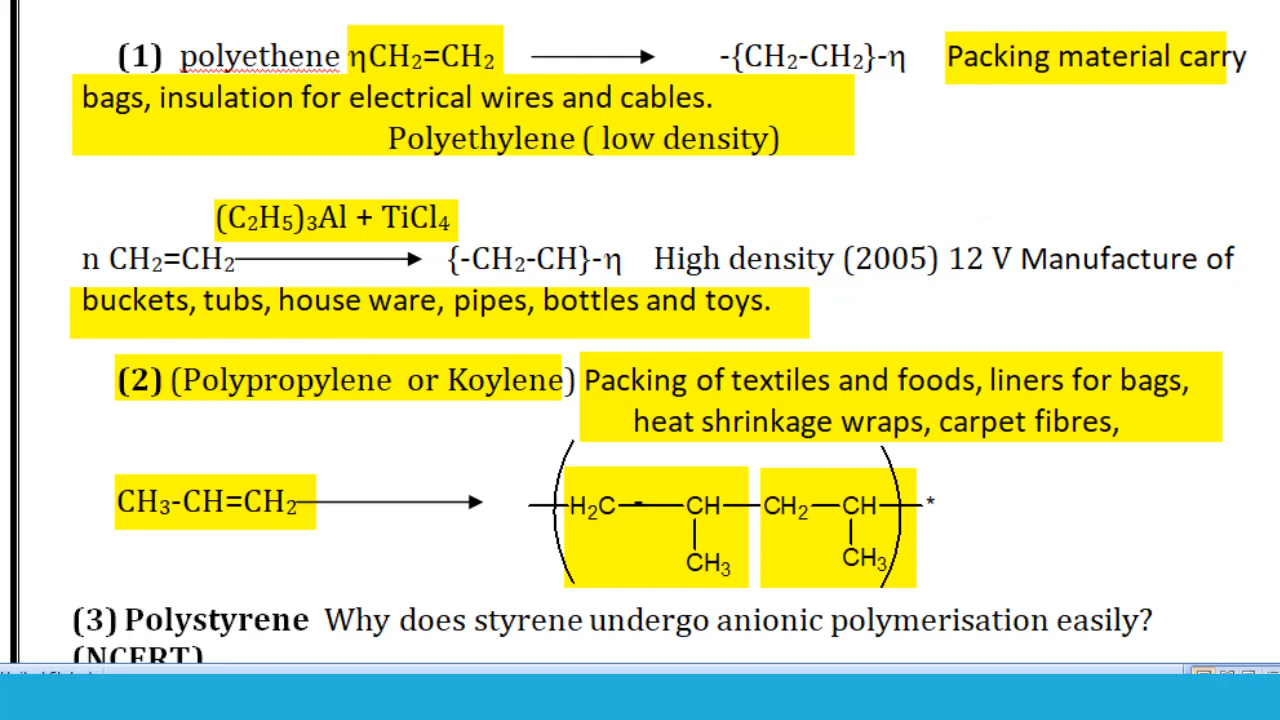 (1) polyethene ηCH₂=CH₂ -{CH₂-CH₂}-η Packing material carry
bags, insulation for electrical wires and cables.
Polyethylene ( low density)
(C₂H₅)₃Al + TiCl₄
n CH₂=CH₂ {-CH₂-CH}-η High density (2005) 12 V Manufacture of
buckets, tubs, house ware, pipes, bottles and toys.
(2) (Polypropylene or Koylene) Packing of textiles and foods, liners for bags,
heat shrinkage wraps, carpet fibres,
CH₃-CH=CH₂ H₂C - CH CH₂ CH *
CH₃ CH₃
(3) Polystyrene Why does styrene undergo anionic polymerisation easily?
(NCERT)